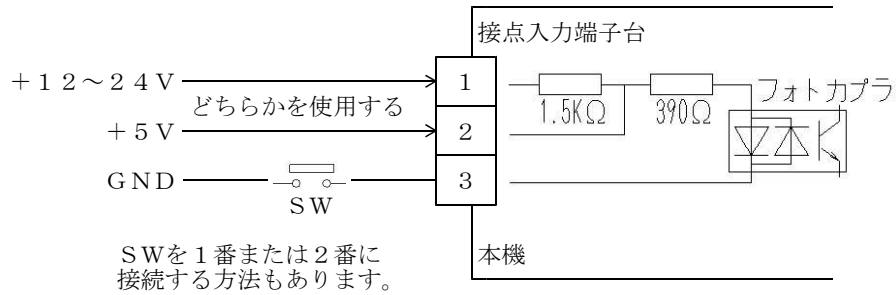 接点入力端子台
＋１２～２４Ｖ
１
どちらかを使用する
1.5KΩ
390Ω
フォトカプラ
＋５Ｖ
２
ＧＮＤ
３
ＳＷ
ＳＷを１番または２番に
接続する方法もあります。
本機